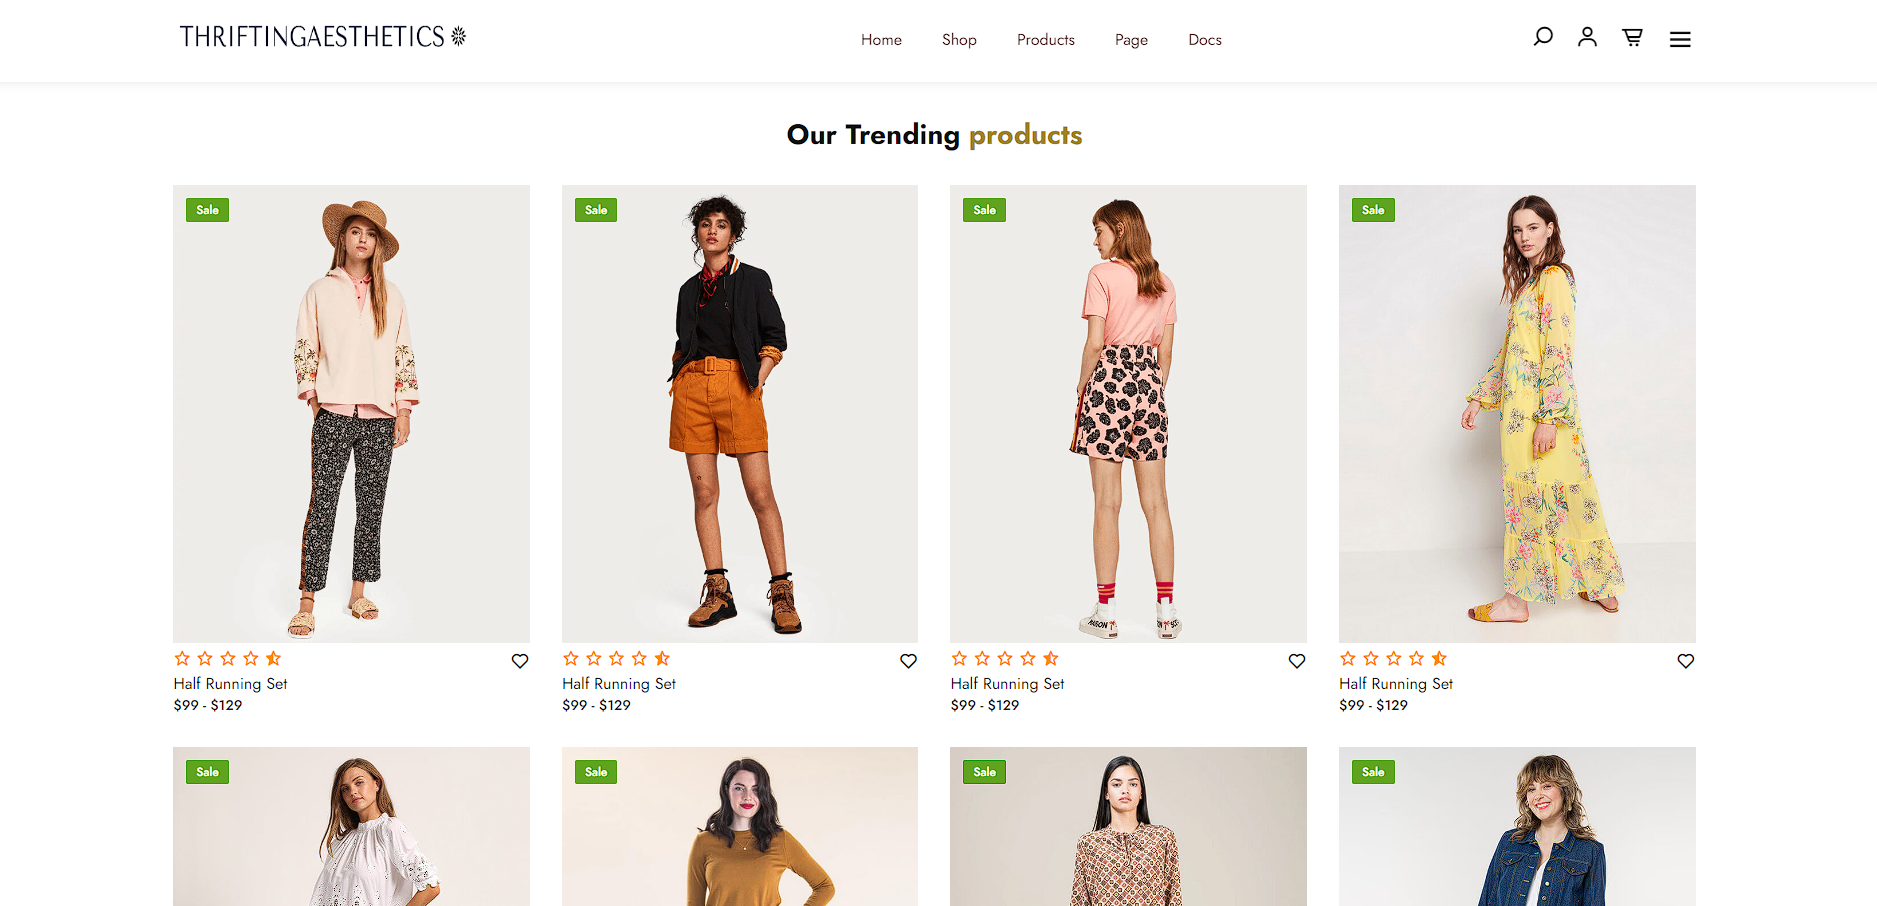 THRIFTINGAESTHETICS
Home Shop Products Page Docs
Our Trending products
Sale Sale Sale Sale
Half Running Set Half Running Set Half Running Set Half Running Set
$99 - $129 $99 - $129 $99 - $129 $99 - $129
Sale Sale Sale Sale